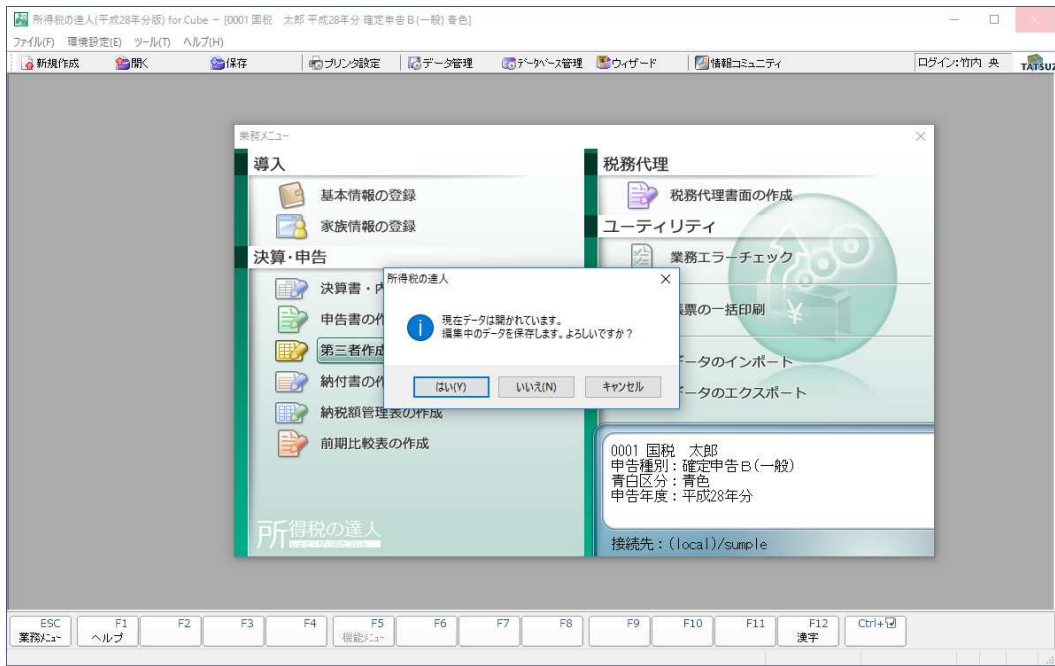 所得税の達人(平成28年分版) for Cube － [0001 国税　太郎 平成28年分 確定申告B(一般) 青色]
ファイル(F) 環境設定(E) ツール(T) ヘルプ(H)
新規作成 開く 保存 プリンタ設定 データ管理 データベース管理 ウィザード 情報コミュニティ ログイン:竹内 央 TATSUZ
業務メニュー
導入
基本情報の登録
家族情報の登録
決算・申告
決算書・内
申告書の作
第三者作成
納付書の作
納税額管理表の作成
前期比較表の作成
所得税の達人
税務代理
税務代理書面の作成
ユーティリティ
業務エラーチェック
票の一括印刷
データのインポート
データのエクスポート
所得税の達人
現在データは開かれています。
編集中のデータを保存します。よろしいですか？
はい(Y) いいえ(N) キャンセル
0001 国税　太郎
申告種別：確定申告B(一般)
青白区分：青色
申告年度：平成28年分
接続先：(local)/sumple
ESC F1 F2 F3 F4 F5 F6 F7 F8 F9 F10 F11 F12 Ctrl+
業務メニュー ヘルプ 機能メニュー 漢字